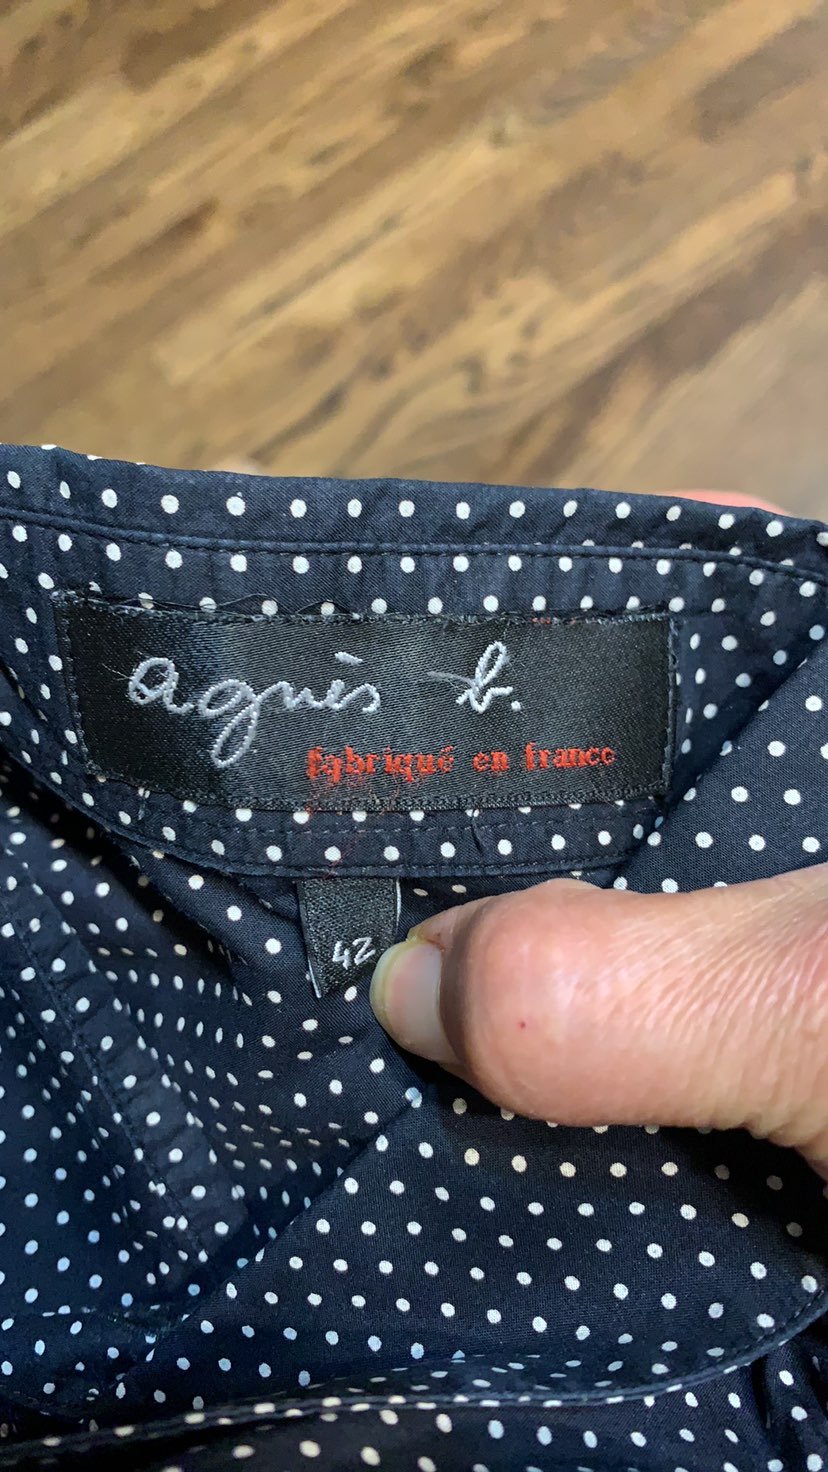 agnès b.
fabriqué en france
42